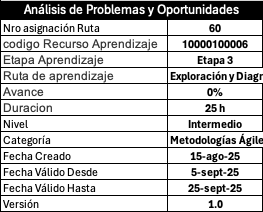 Análisis de Problemas y Oportunidades
Nro asignación Ruta 60
codigo Recurso Aprendizaje 10000100006
Etapa Aprendizaje Etapa 3
Ruta de aprendizaje Exploración y Diagr
Avance 0%
Duracion 25 h
Nivel Intermedio
Categoría Metodologías Ágile
Fecha Creado 15-ago-25
Fecha Válido Desde 5-sept-25
Fecha Válido Hasta 25-sept-25
Versión 1.0